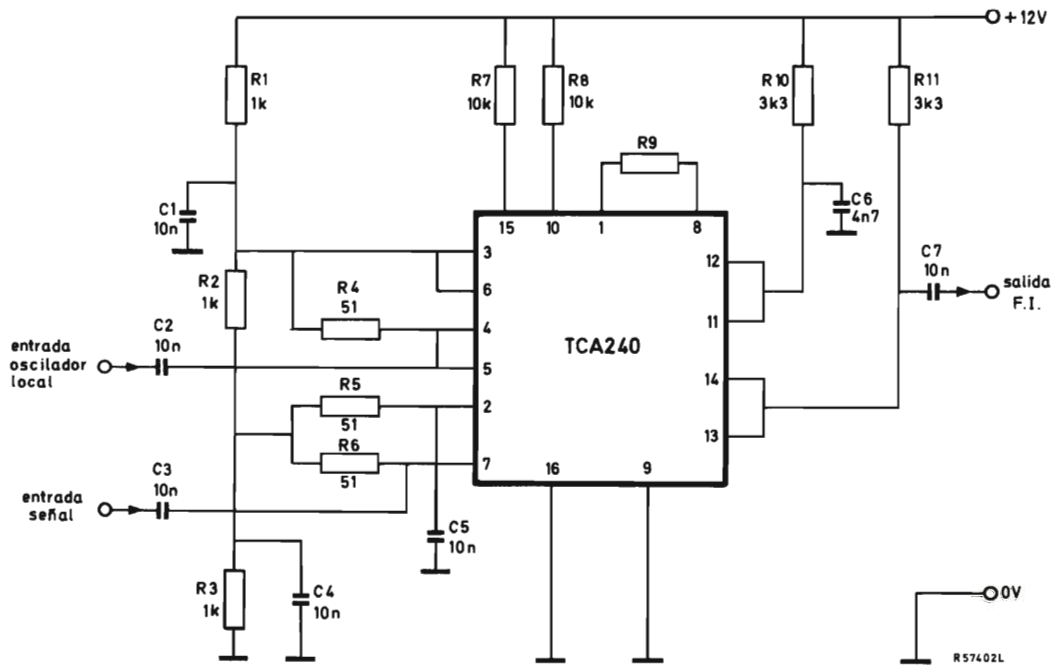 +12V
R1
1k
R7
10k
R8
10k
R10
3k3
R11
3k3
R9
C1
10n
C6
4n7
15
10
1
8
C7
10n
salida
F.I.
3
6
4
5
2
7
12
11
14
13
16
9
TCA240
R2
1k
R4
51
C2
10n
entrada
oscilador
local
R5
51
R6
51
C3
10n
entrada
señal
C5
10n
R3
1k
C4
10n
0V
R57402L